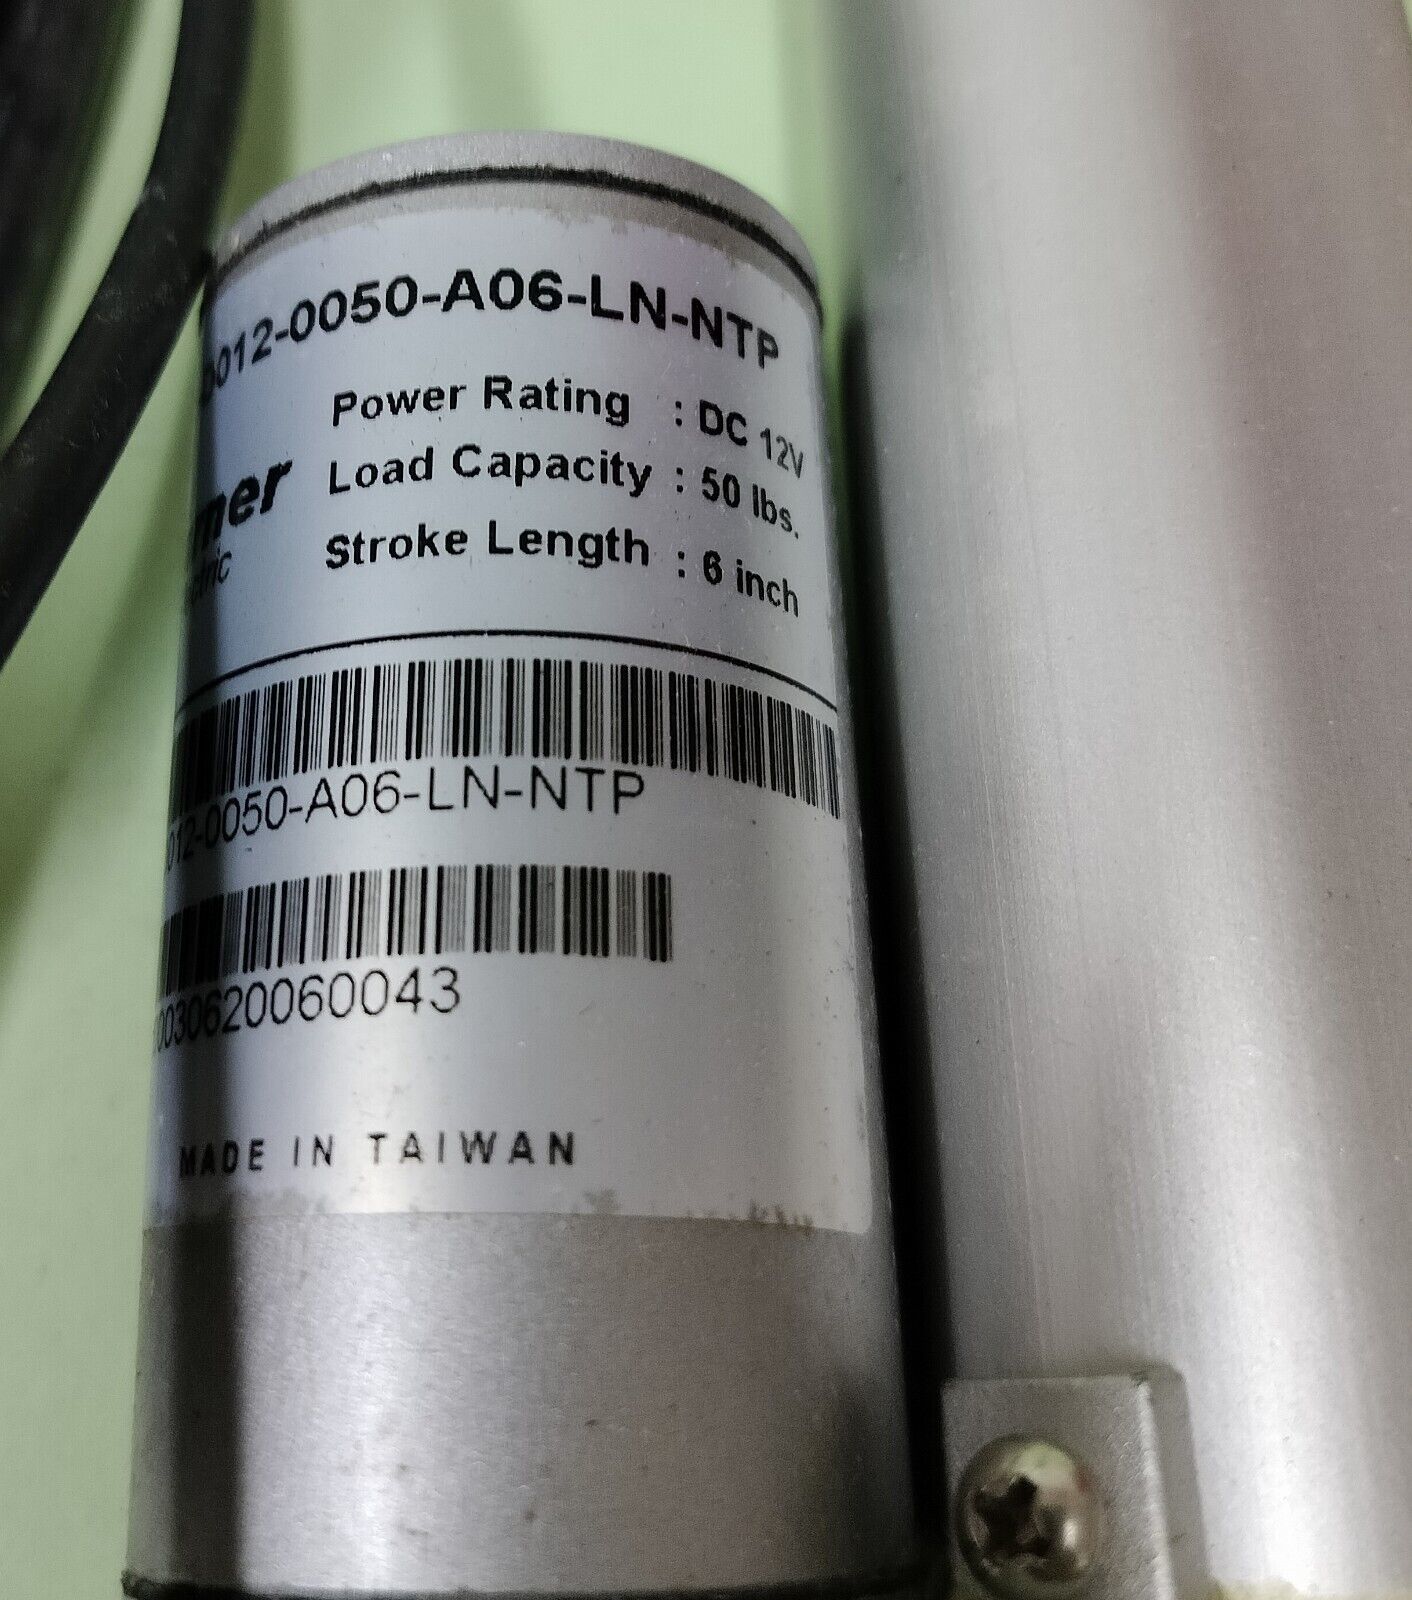 012-0050-A06-LN-NTP
Power Rating : DC 12V
Load Capacity : 50 lbs.
Stroke Length : 6 inch
012-0050-A06-LN-NTP
0030620060043
MADE IN TAIWAN